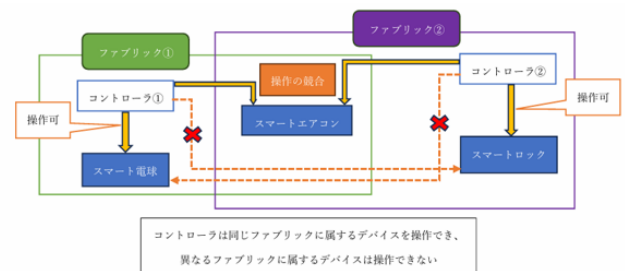 ファブリック①
ファブリック②
操作の競合
コントローラ①
コントローラ②
操作可
操作可
スマートエアコン
スマート電球
スマートロック
コントローラは同じファブリックに属するデバイスを操作でき、
異なるファブリックに属するデバイスは操作できない